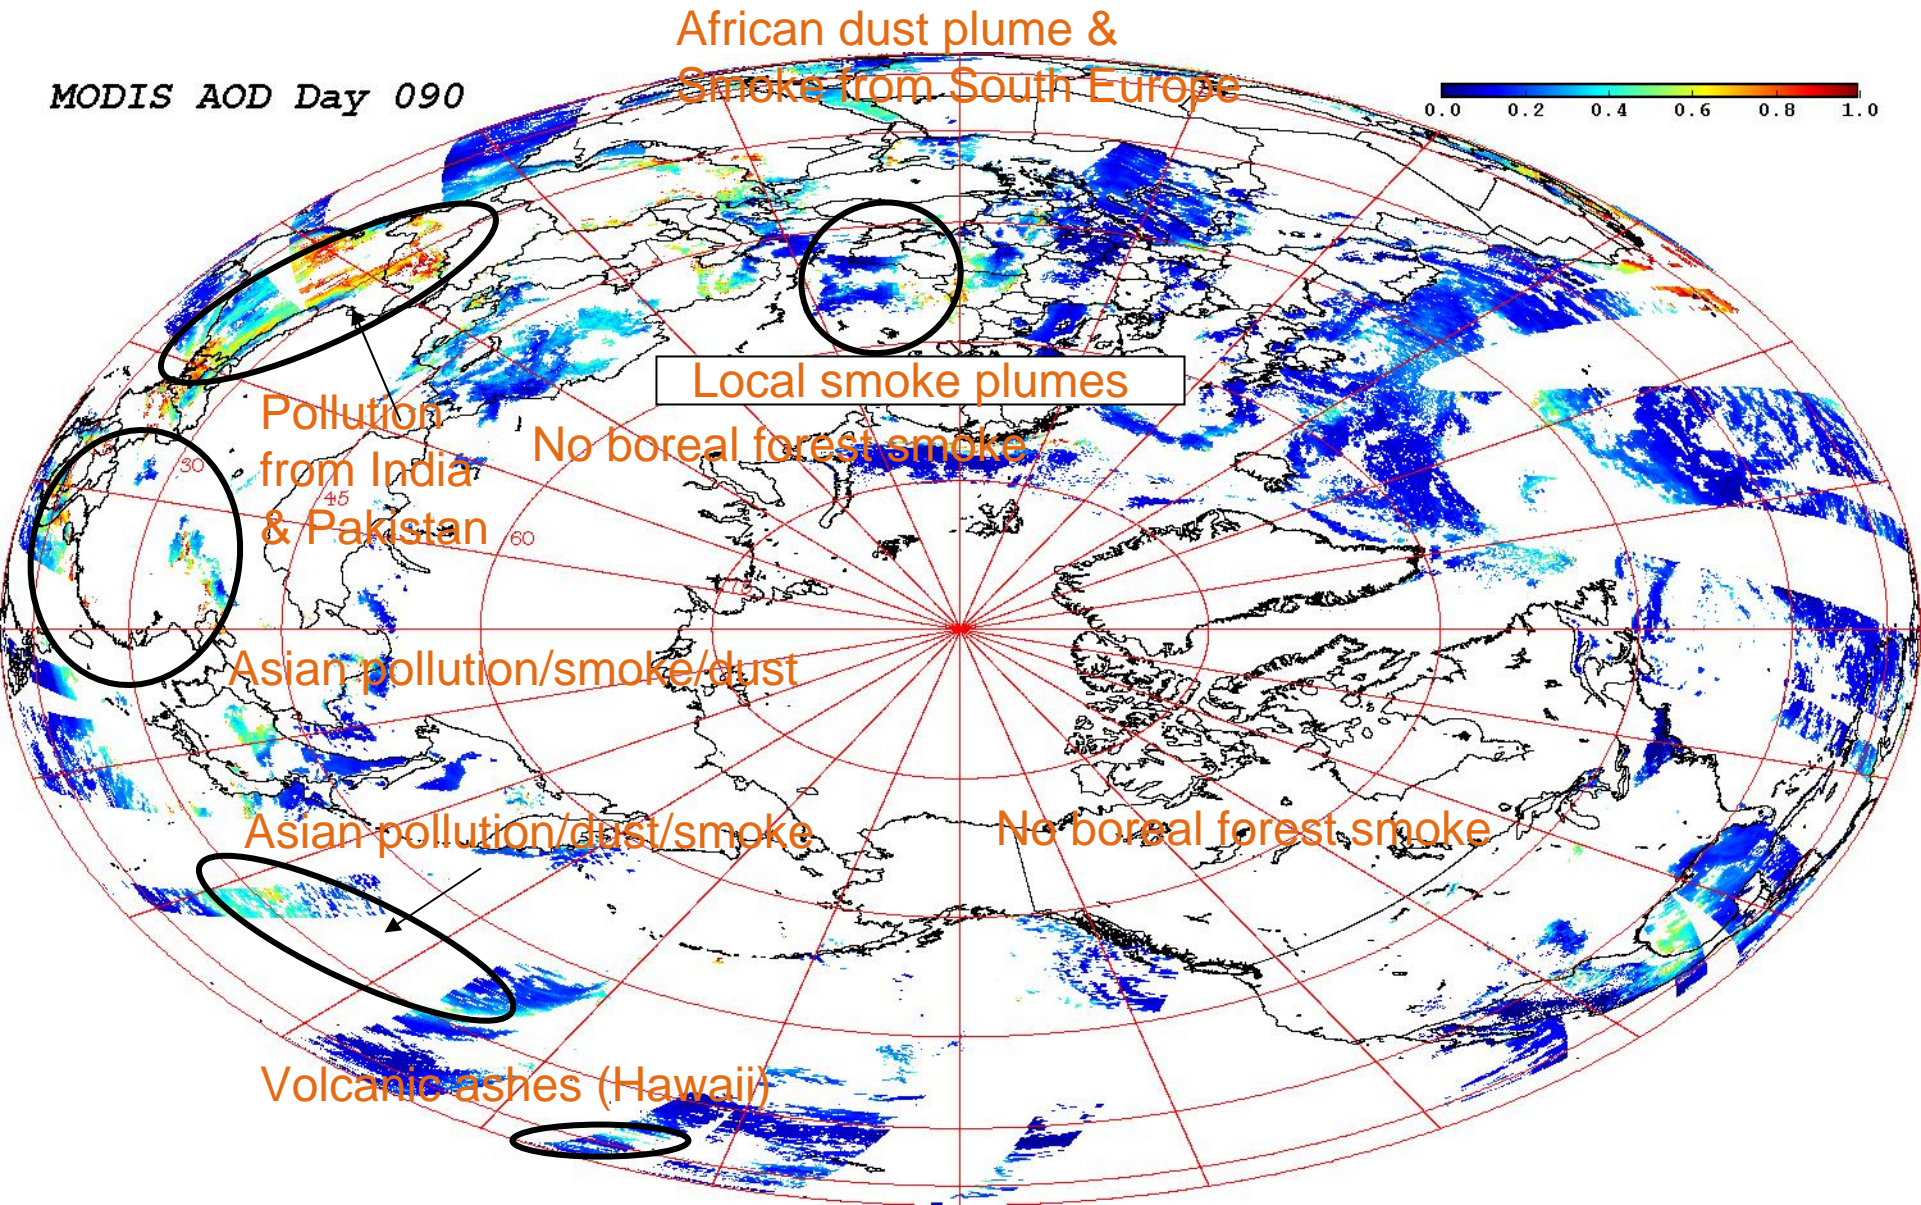 African dust plume &
Smoke from South Europe
MODIS AOD Day 090
0.0 0.2 0.4 0.6 0.8 1.0
Local smoke plumes
Pollution
from India
& Pakistan
No boreal forest smoke
30
45
60
75
Asian pollution/smoke/dust
Asian pollution/dust/smoke
No boreal forest smoke
Volcanic ashes (Hawaii)